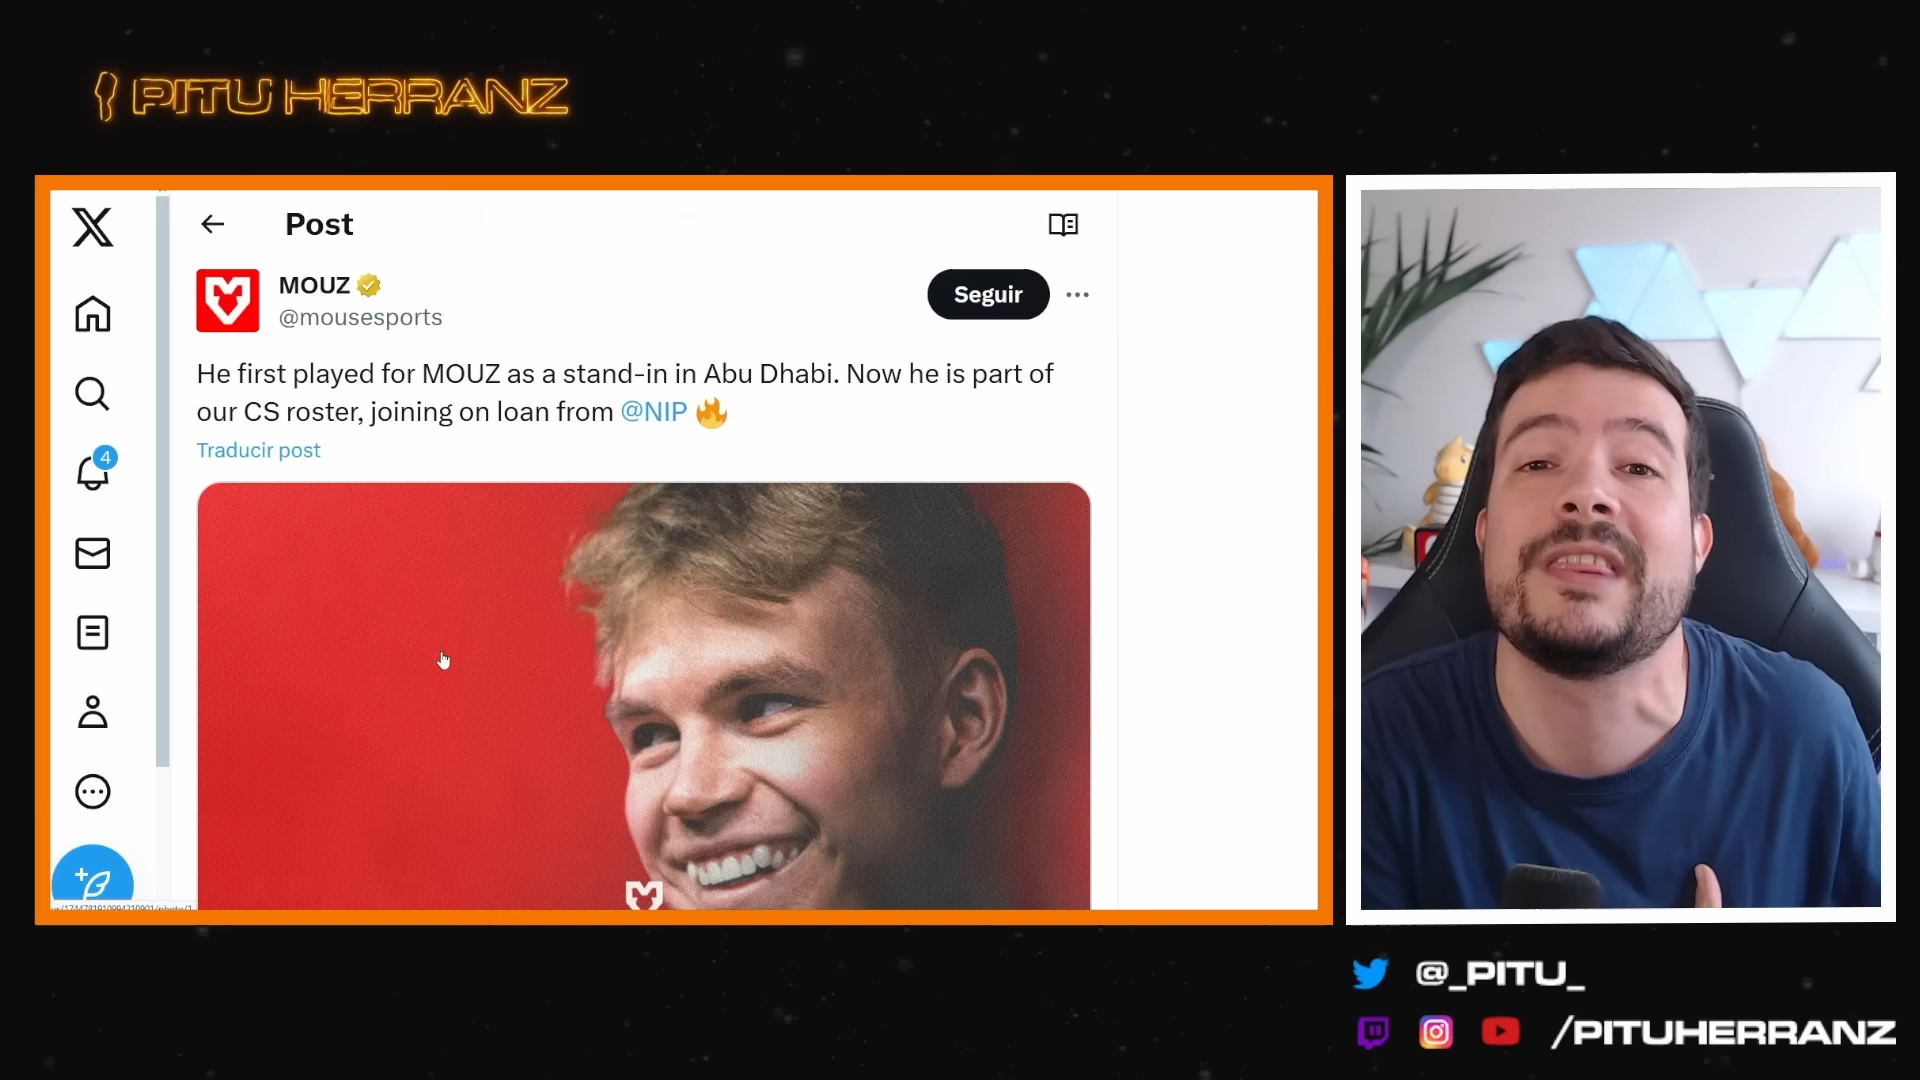 PITU HERRANZ
Post
MOUZ
@mousesports
Seguir
He first played for MOUZ as a stand-in in Abu Dhabi. Now he is part of
our CS roster, joining on loan from @NIP 🔥
Traducir post
4
@_PITU_
/PITUHERRANZ